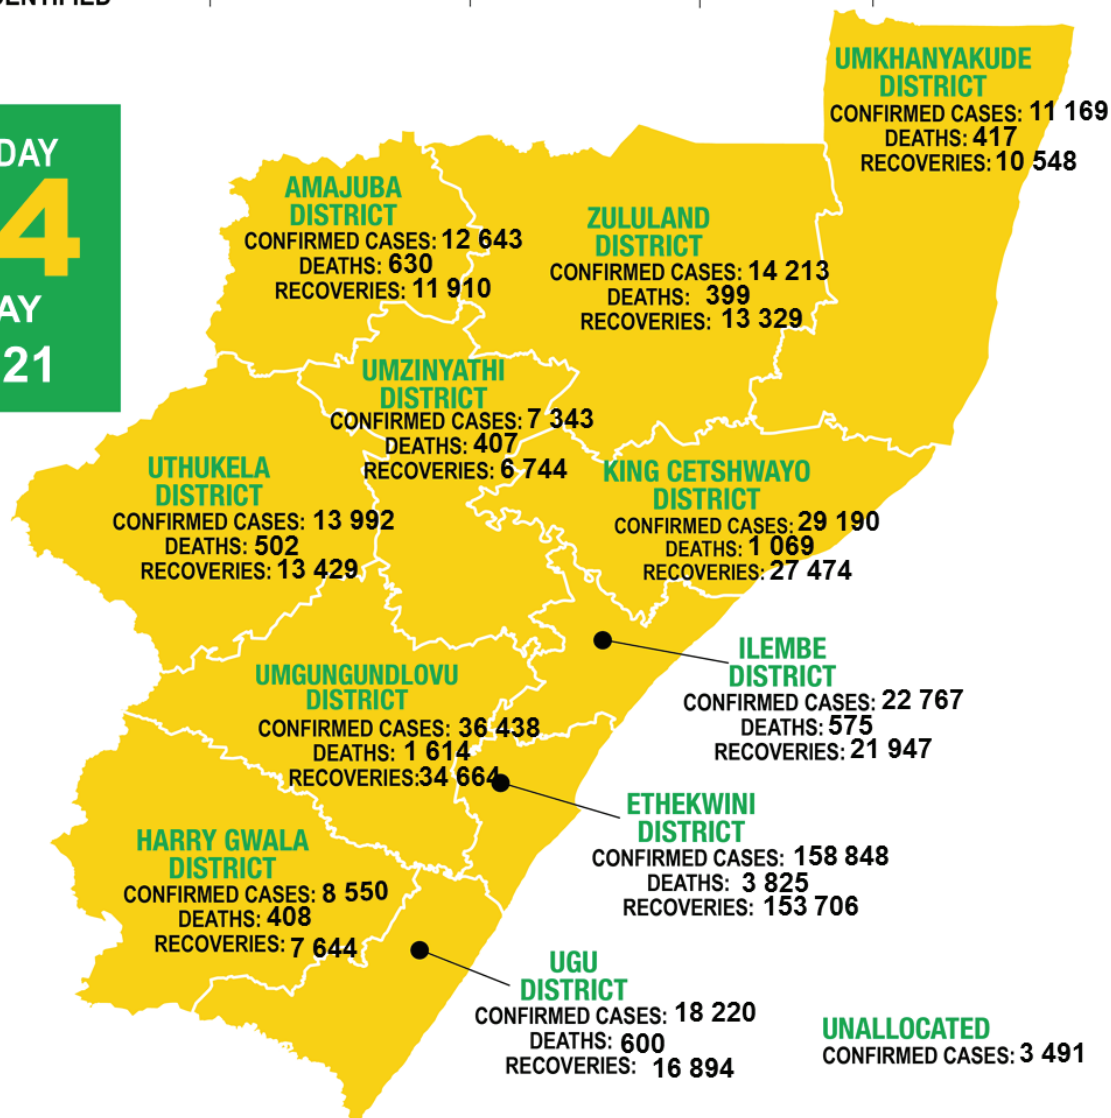 UMKHANYAKUDE
DISTRICT
CONFIRMED CASES: 11 169
DEATHS: 417
RECOVERIES: 10 548
DAY
4
AY
21
AMAJUBA
DISTRICT
CONFIRMED CASES: 12 643
DEATHS: 630
RECOVERIES: 11 910
ZULULAND
DISTRICT
CONFIRMED CASES: 14 213
DEATHS: 399
RECOVERIES: 13 329
UMZINYATHI
DISTRICT
CONFIRMED CASES: 7 343
DEATHS: 407
RECOVERIES: 6 744
UTHUKELA
DISTRICT
CONFIRMED CASES: 13 992
DEATHS: 502
RECOVERIES: 13 429
KING CETSHWAYO
DISTRICT
CONFIRMED CASES: 29 190
DEATHS: 1 069
RECOVERIES: 27 474
ILEMBE
DISTRICT
CONFIRMED CASES: 22 767
DEATHS: 575
RECOVERIES: 21 947
UMGUNGUNDLOVU
DISTRICT
CONFIRMED CASES: 36 438
DEATHS: 1 614
RECOVERIES: 34 664
ETHEKWINI
DISTRICT
CONFIRMED CASES: 158 848
DEATHS: 3 825
RECOVERIES: 153 706
HARRY GWALA
DISTRICT
CONFIRMED CASES: 8 550
DEATHS: 408
RECOVERIES: 7 644
UGU
DISTRICT
CONFIRMED CASES: 18 220
DEATHS: 600
RECOVERIES: 16 894
UNALLOCATED
CONFIRMED CASES: 3 491